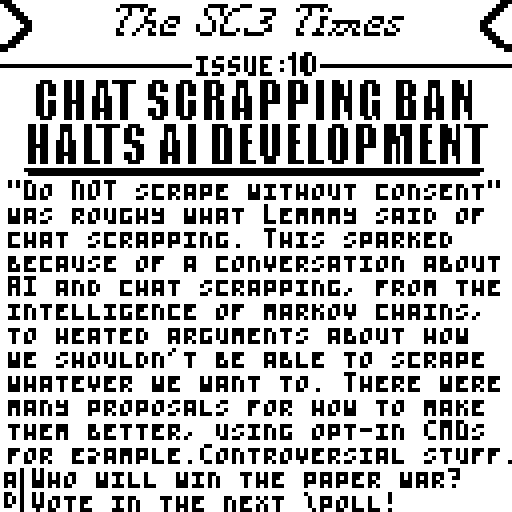 The SC3 Times
ISSUE:10
CHAT SCRAPPING BAN
HALTS AI DEVELOPMENT
"Do NOT scrape without consent"
was roughy what Lemmmy said of
chat scrapping. This sparked
because of a conversation about
AI and chat scrapping, from the
intelligence of markov chains,
to heated arguments about how
we shouldn't be able to scrape
whatever we want to. There were
many proposals for how to make
them better, using opt-in CMDs
for example.Controversial stuff.
A|Who will win the paper war?
D|Vote in the next \poll!